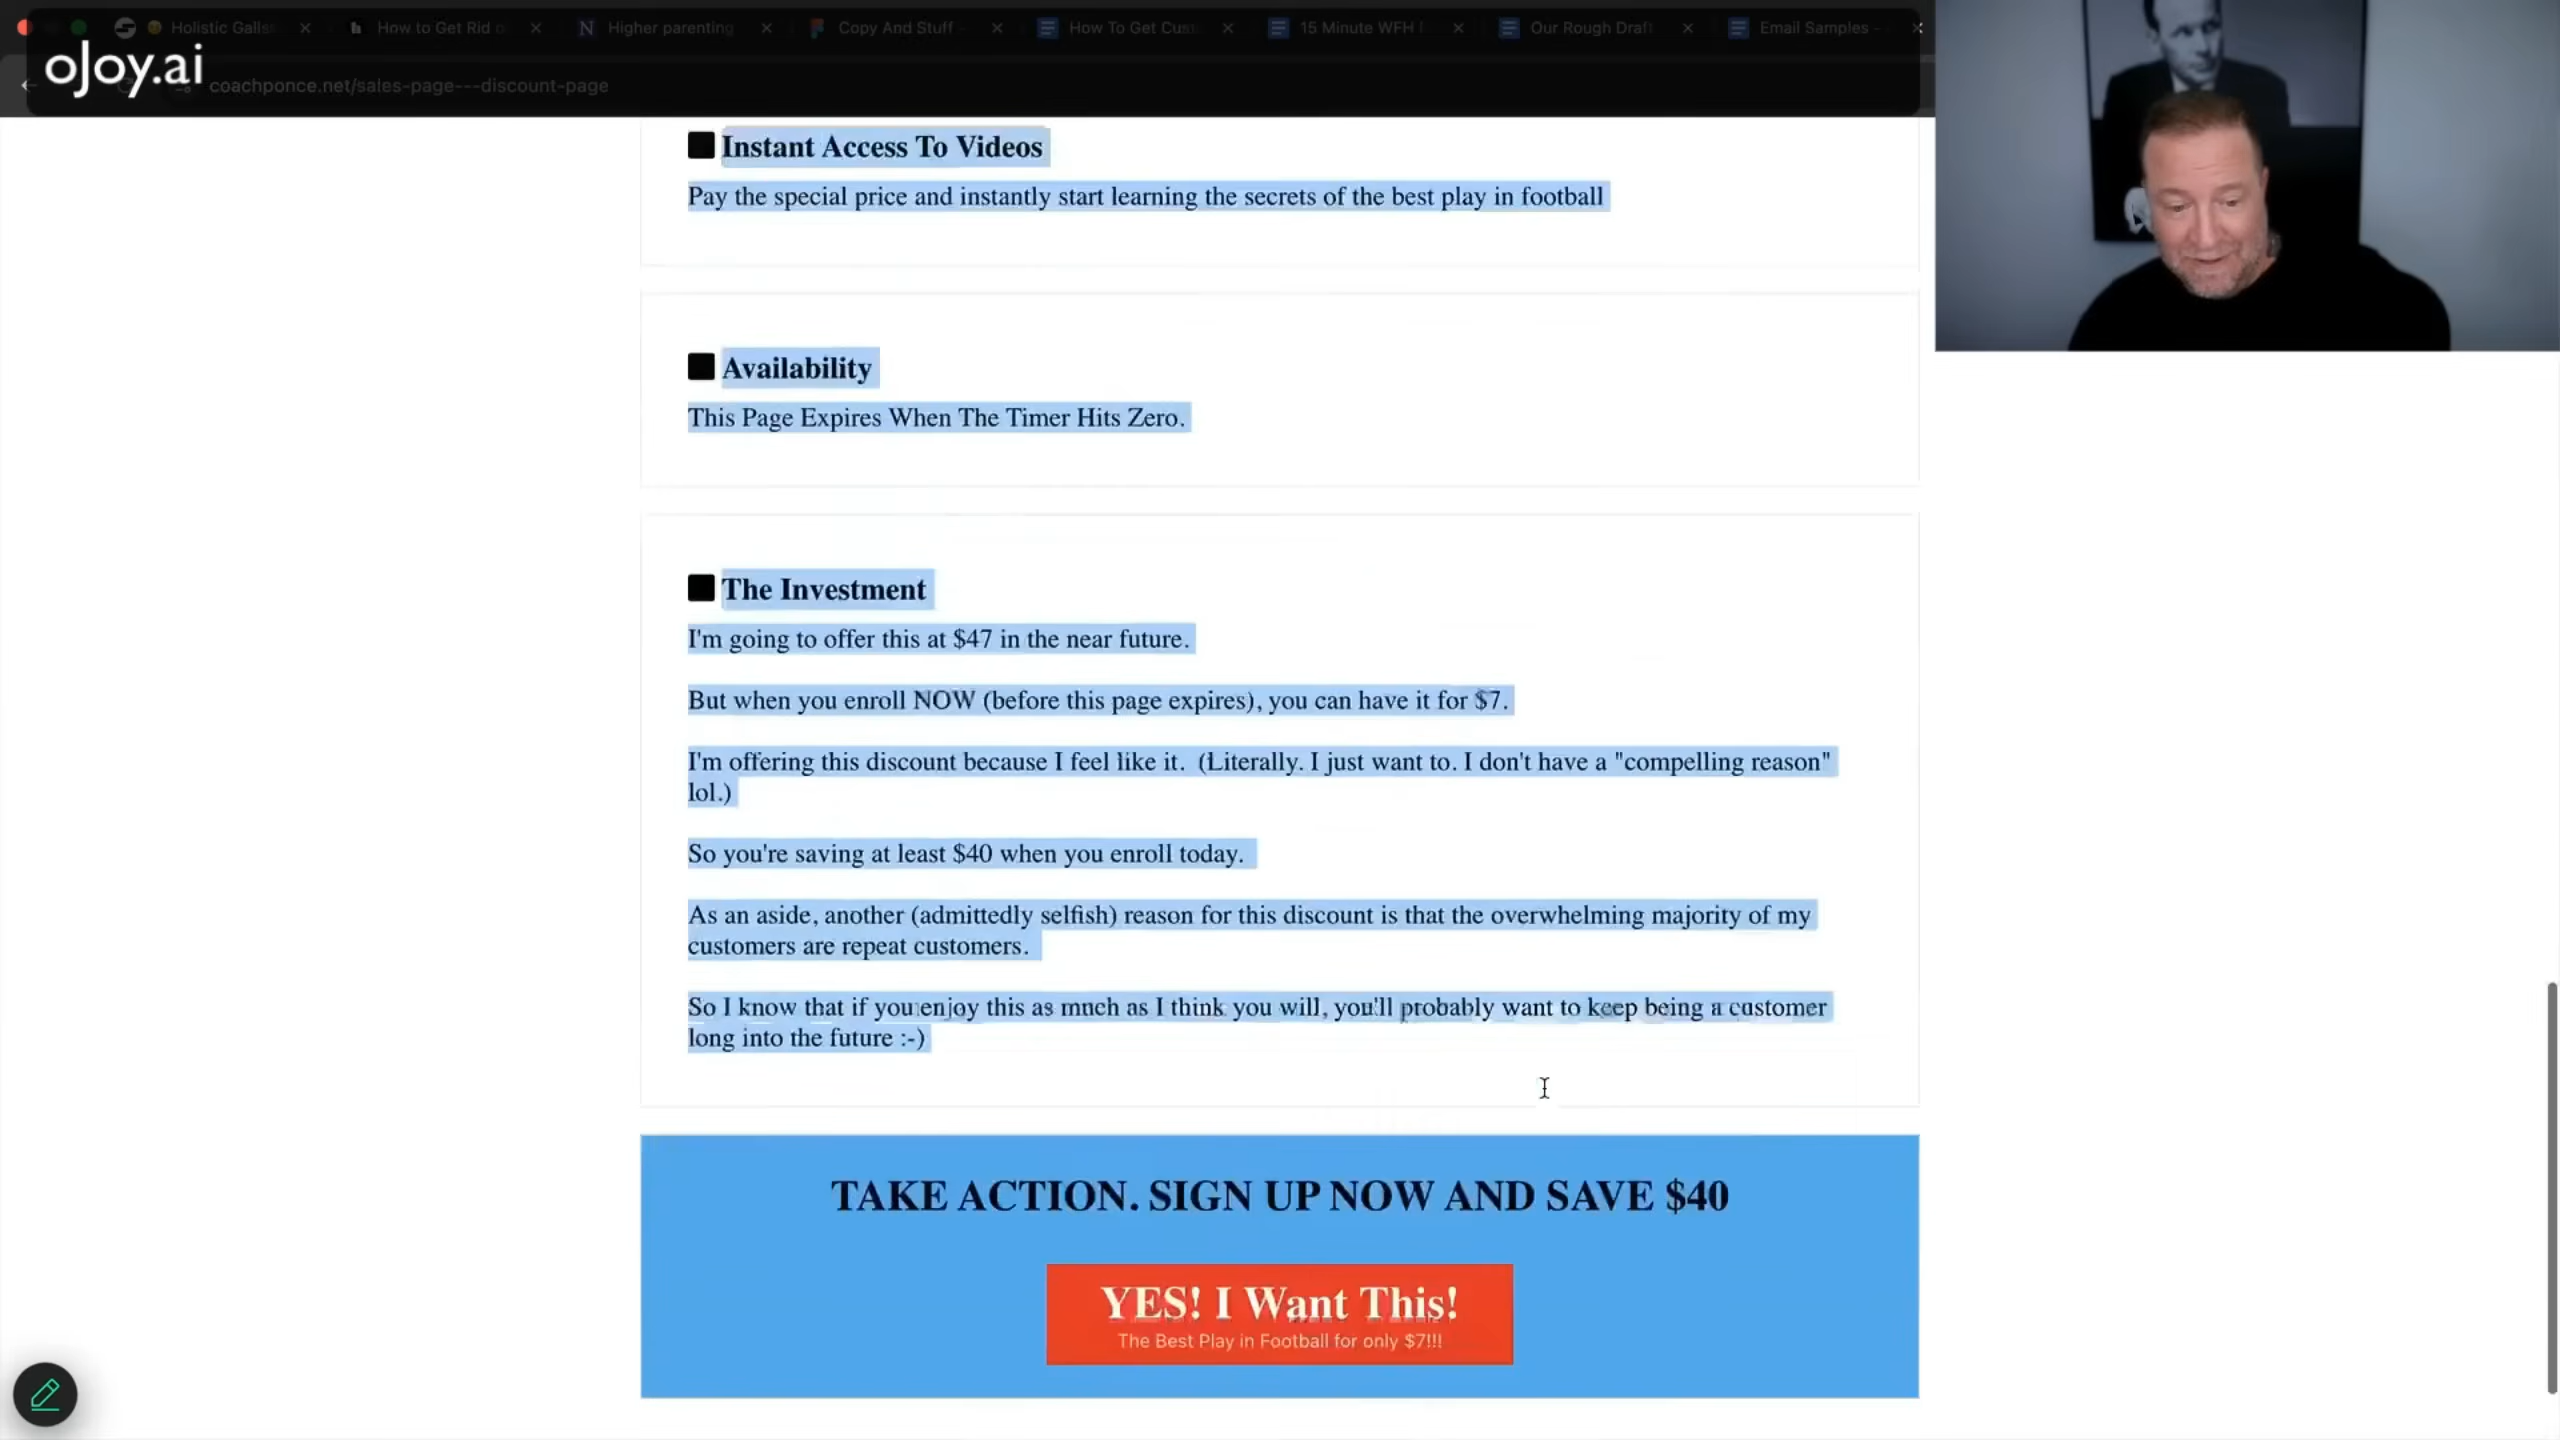 Holistic Galls
How to Get Rid o
Higher parenting
Copy And Stuff -
How To Get Cus
15 Minute WFH
Our Rough Draft
Email Samples -
ojoy.ai
coachponce.net/sales-page---discount-page
Instant Access To Videos
Pay the special price and instantly start learning the secrets of the best play in football
Availability
This Page Expires When The Timer Hits Zero.
The Investment
I'm going to offer this at $47 in the near future.
But when you enroll NOW (before this page expires), you can have it for $7.
I'm offering this discount because I feel like it. (Literally. I just want to. I don't have a "compelling reason"
lol.)
So you're saving at least $40 when you enroll today.
As an aside, another (admittedly selfish) reason for this discount is that the overwhelming majority of my
customers are repeat customers.
So I know that if you enjoy this as much as I think you will, you'll probably want to keep being a customer
long into the future :-)
TAKE ACTION. SIGN UP NOW AND SAVE $40
YES! I Want This!
The Best Play in Football for only $7!!!